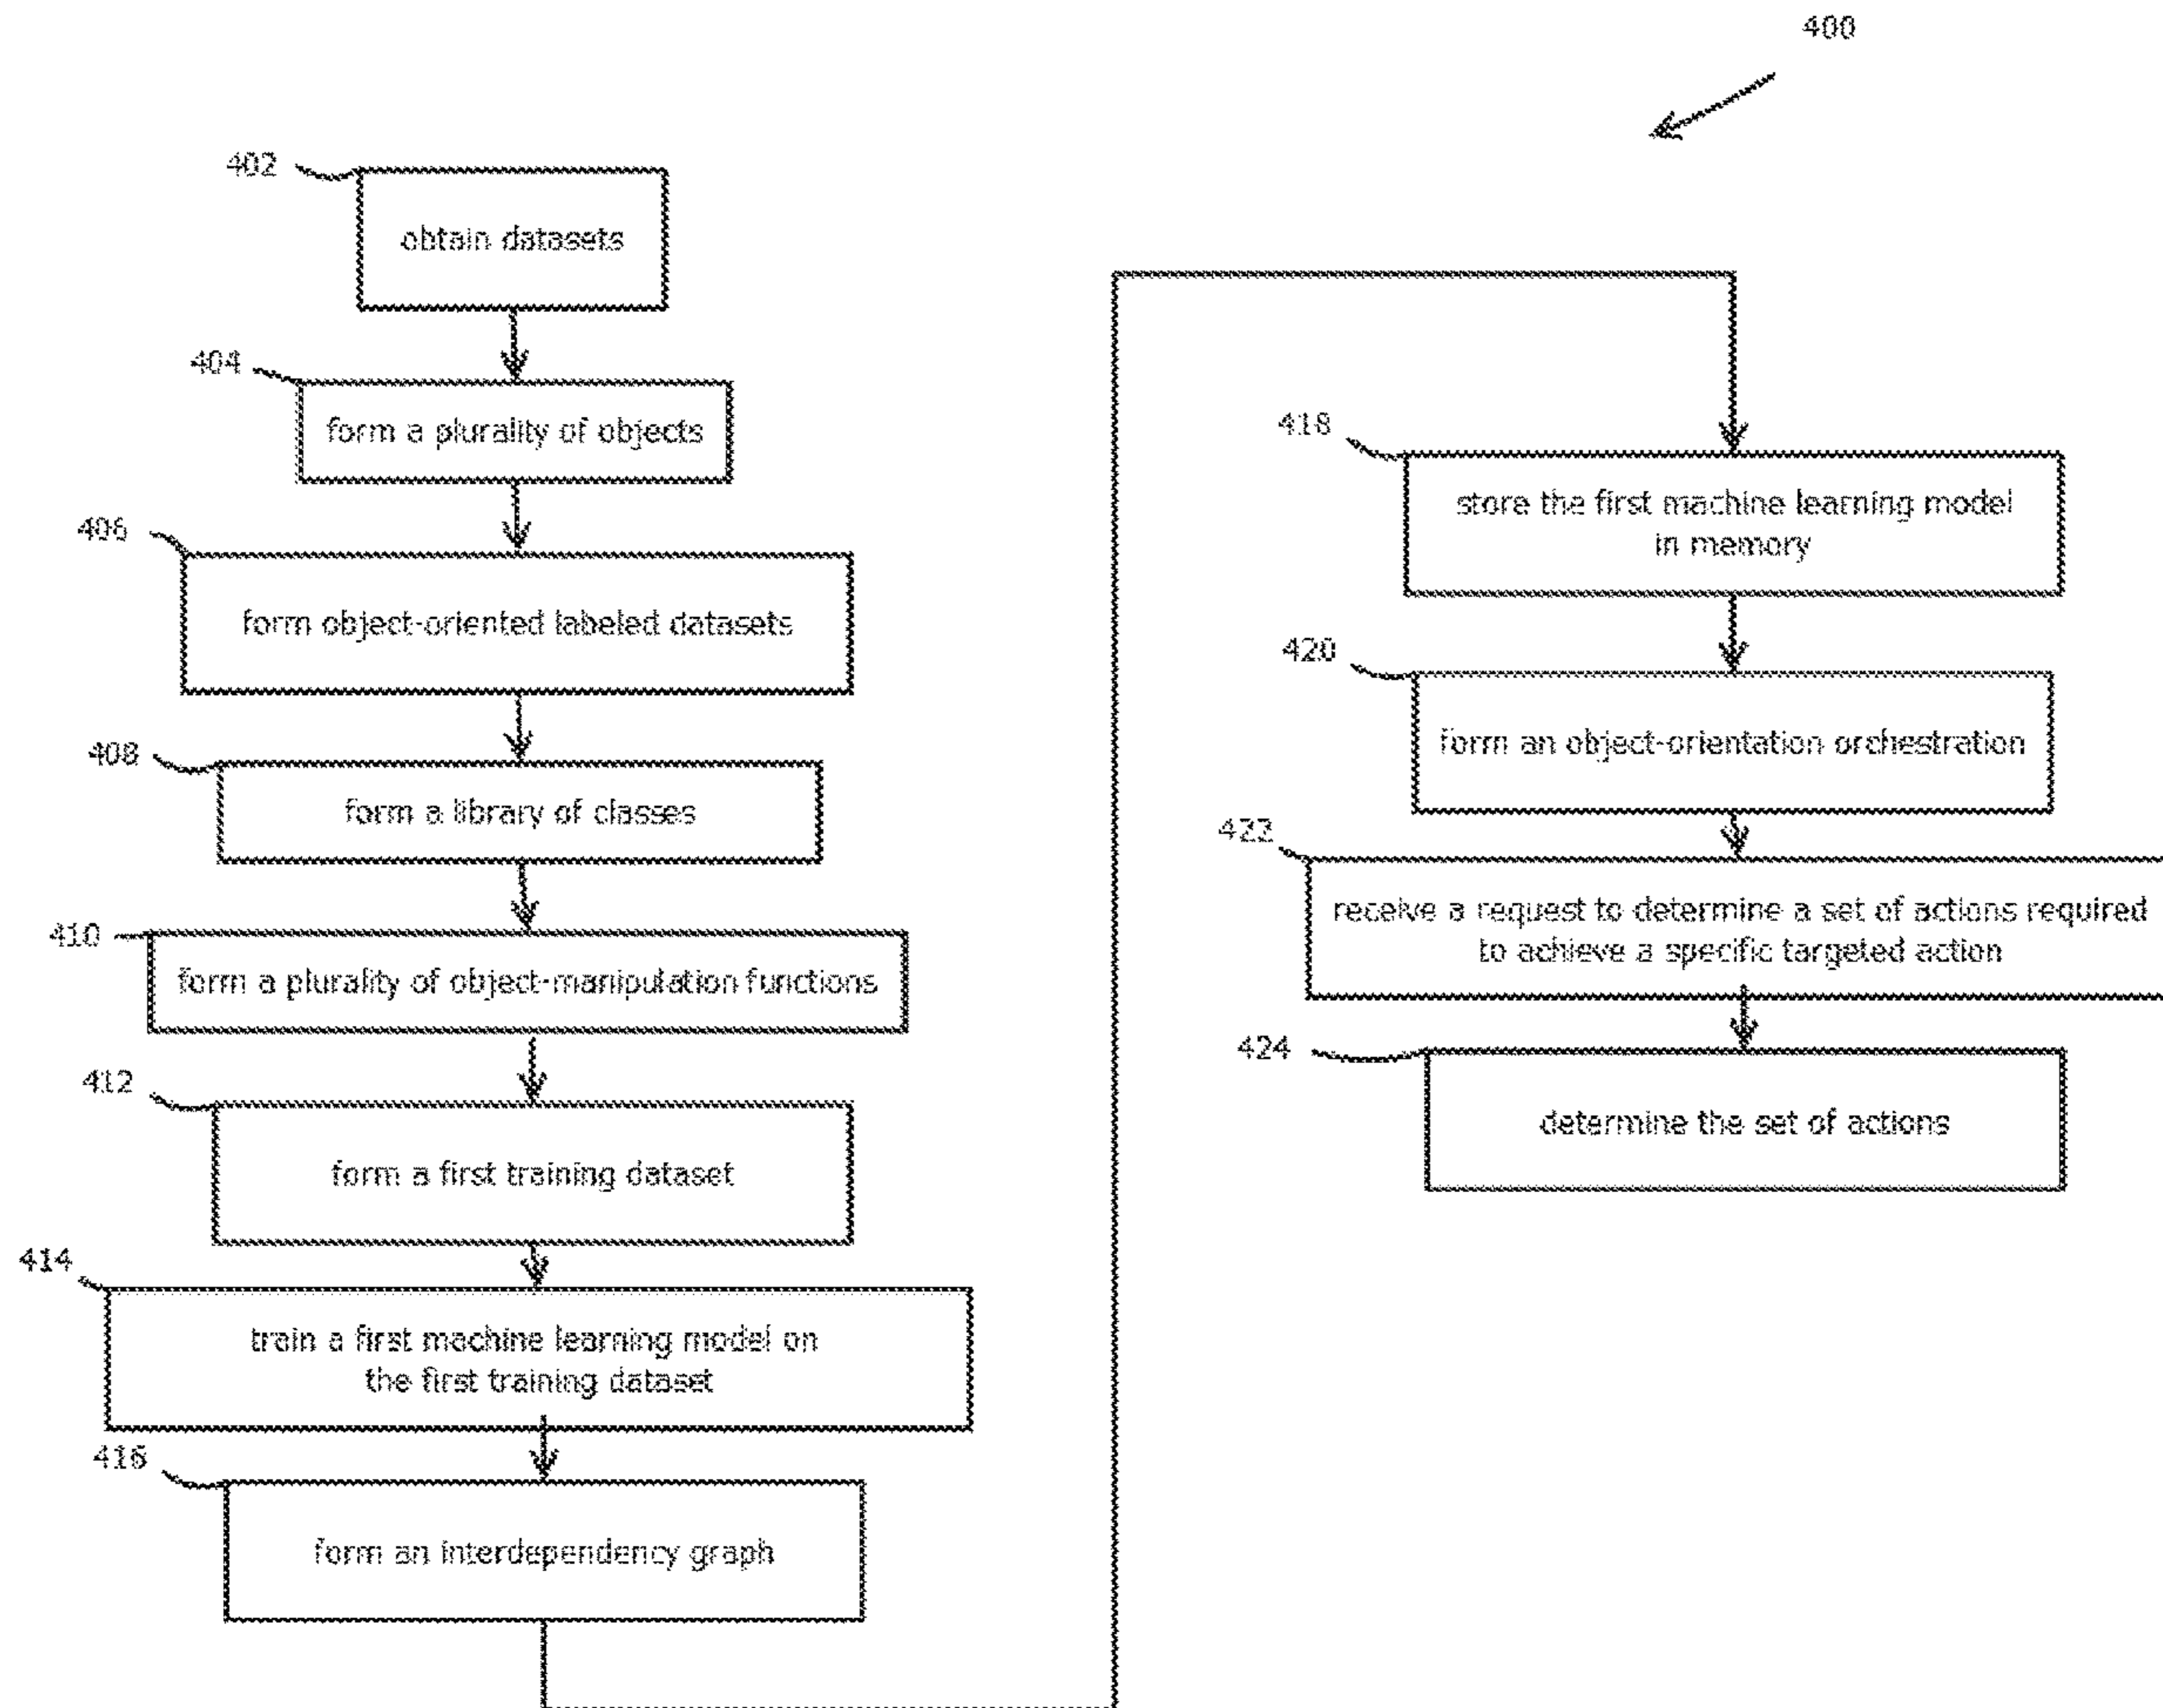 400
402
obtain datasets
404
form a plurality of objects
406
form object-oriented labeled datasets
408
form a library of classes
410
form a plurality of object-manipulation functions
412
form a first training dataset
414
train a first machine learning model on
the first training dataset
416
form an interdependency graph
418
store the first machine learning model
in memory
420
form an object-orientation orchestration
422
receive a request to determine a set of actions required
to achieve a specific targeted action
424
determine the set of actions